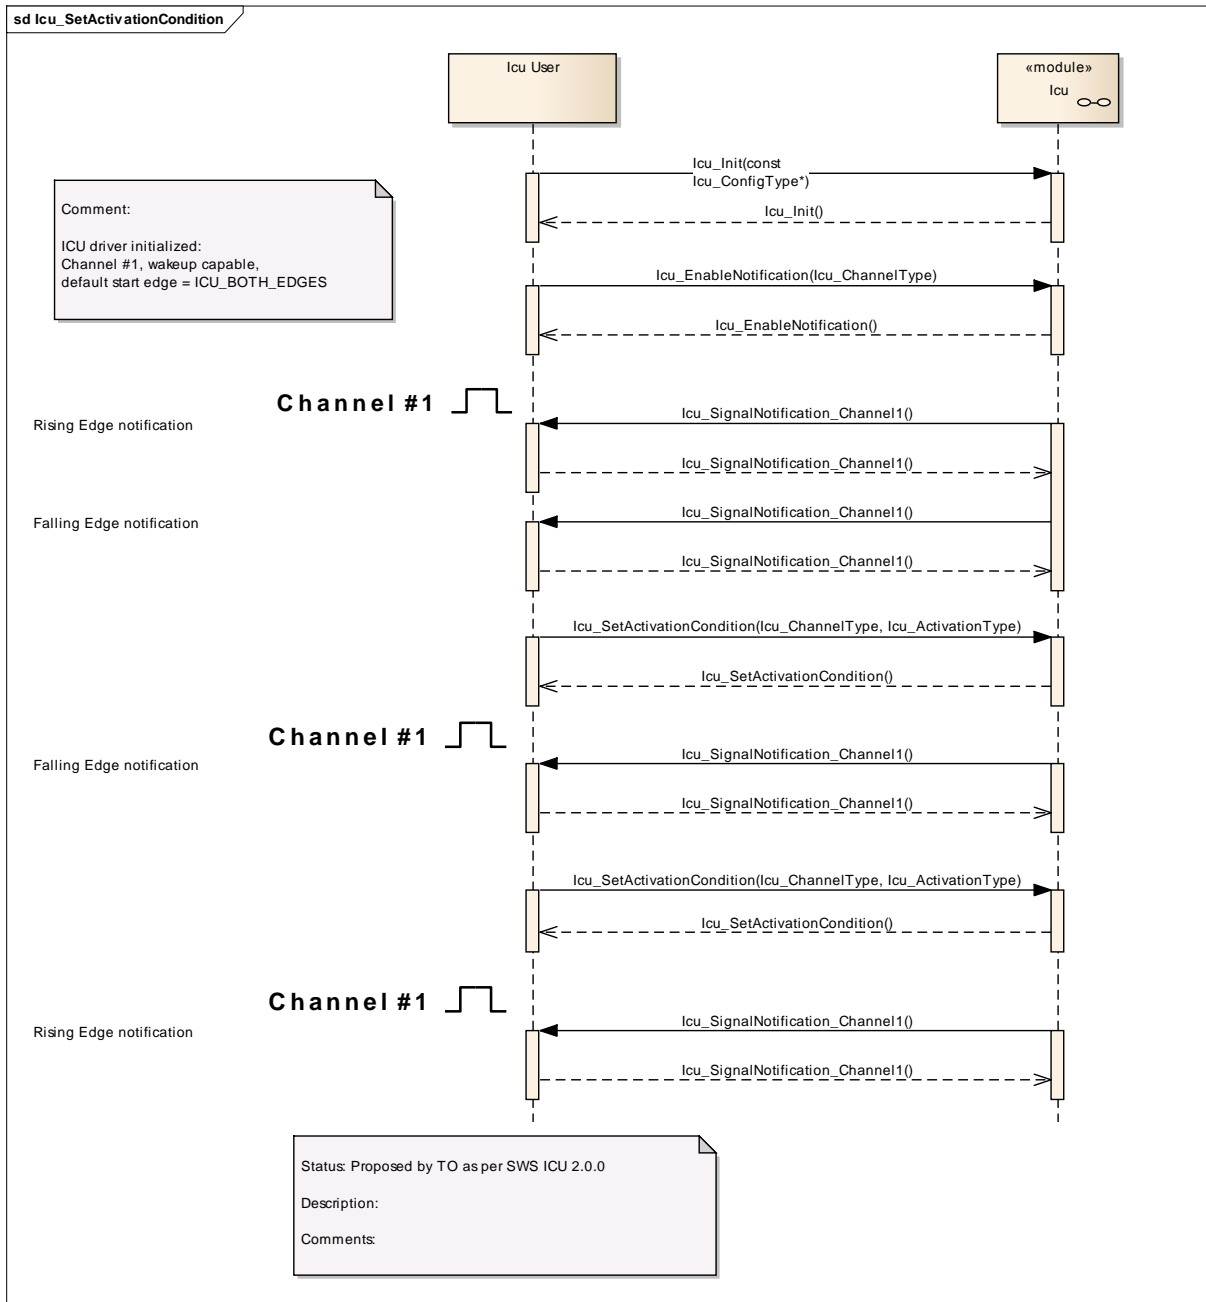 sd Icu_SetActivationCondition
Icu User
«module»
Icu
Icu_Init(const
Icu_ConfigType*)
Comment:
ICU driver initialized:
Channel #1, wakeup capable,
default start edge = ICU_BOTH_EDGES
Icu_Init()
Icu_EnableNotification(Icu_ChannelType)
Icu_EnableNotification()
Channel #1
Icu_SignalNotification_Channel1()
Rising Edge notification
Icu_SignalNotification_Channel1()
Icu_SignalNotification_Channel1()
Falling Edge notification
Icu_SignalNotification_Channel1()
Icu_SetActivationCondition(Icu_ChannelType, Icu_ActivationType)
Icu_SetActivationCondition()
Channel #1
Icu_SignalNotification_Channel1()
Falling Edge notification
Icu_SignalNotification_Channel1()
Icu_SetActivationCondition(Icu_ChannelType, Icu_ActivationType)
Icu_SetActivationCondition()
Channel #1
Icu_SignalNotification_Channel1()
Rising Edge notification
Icu_SignalNotification_Channel1()
Status: Proposed by TO as per SWS ICU 2.0.0
Description:
Comments: